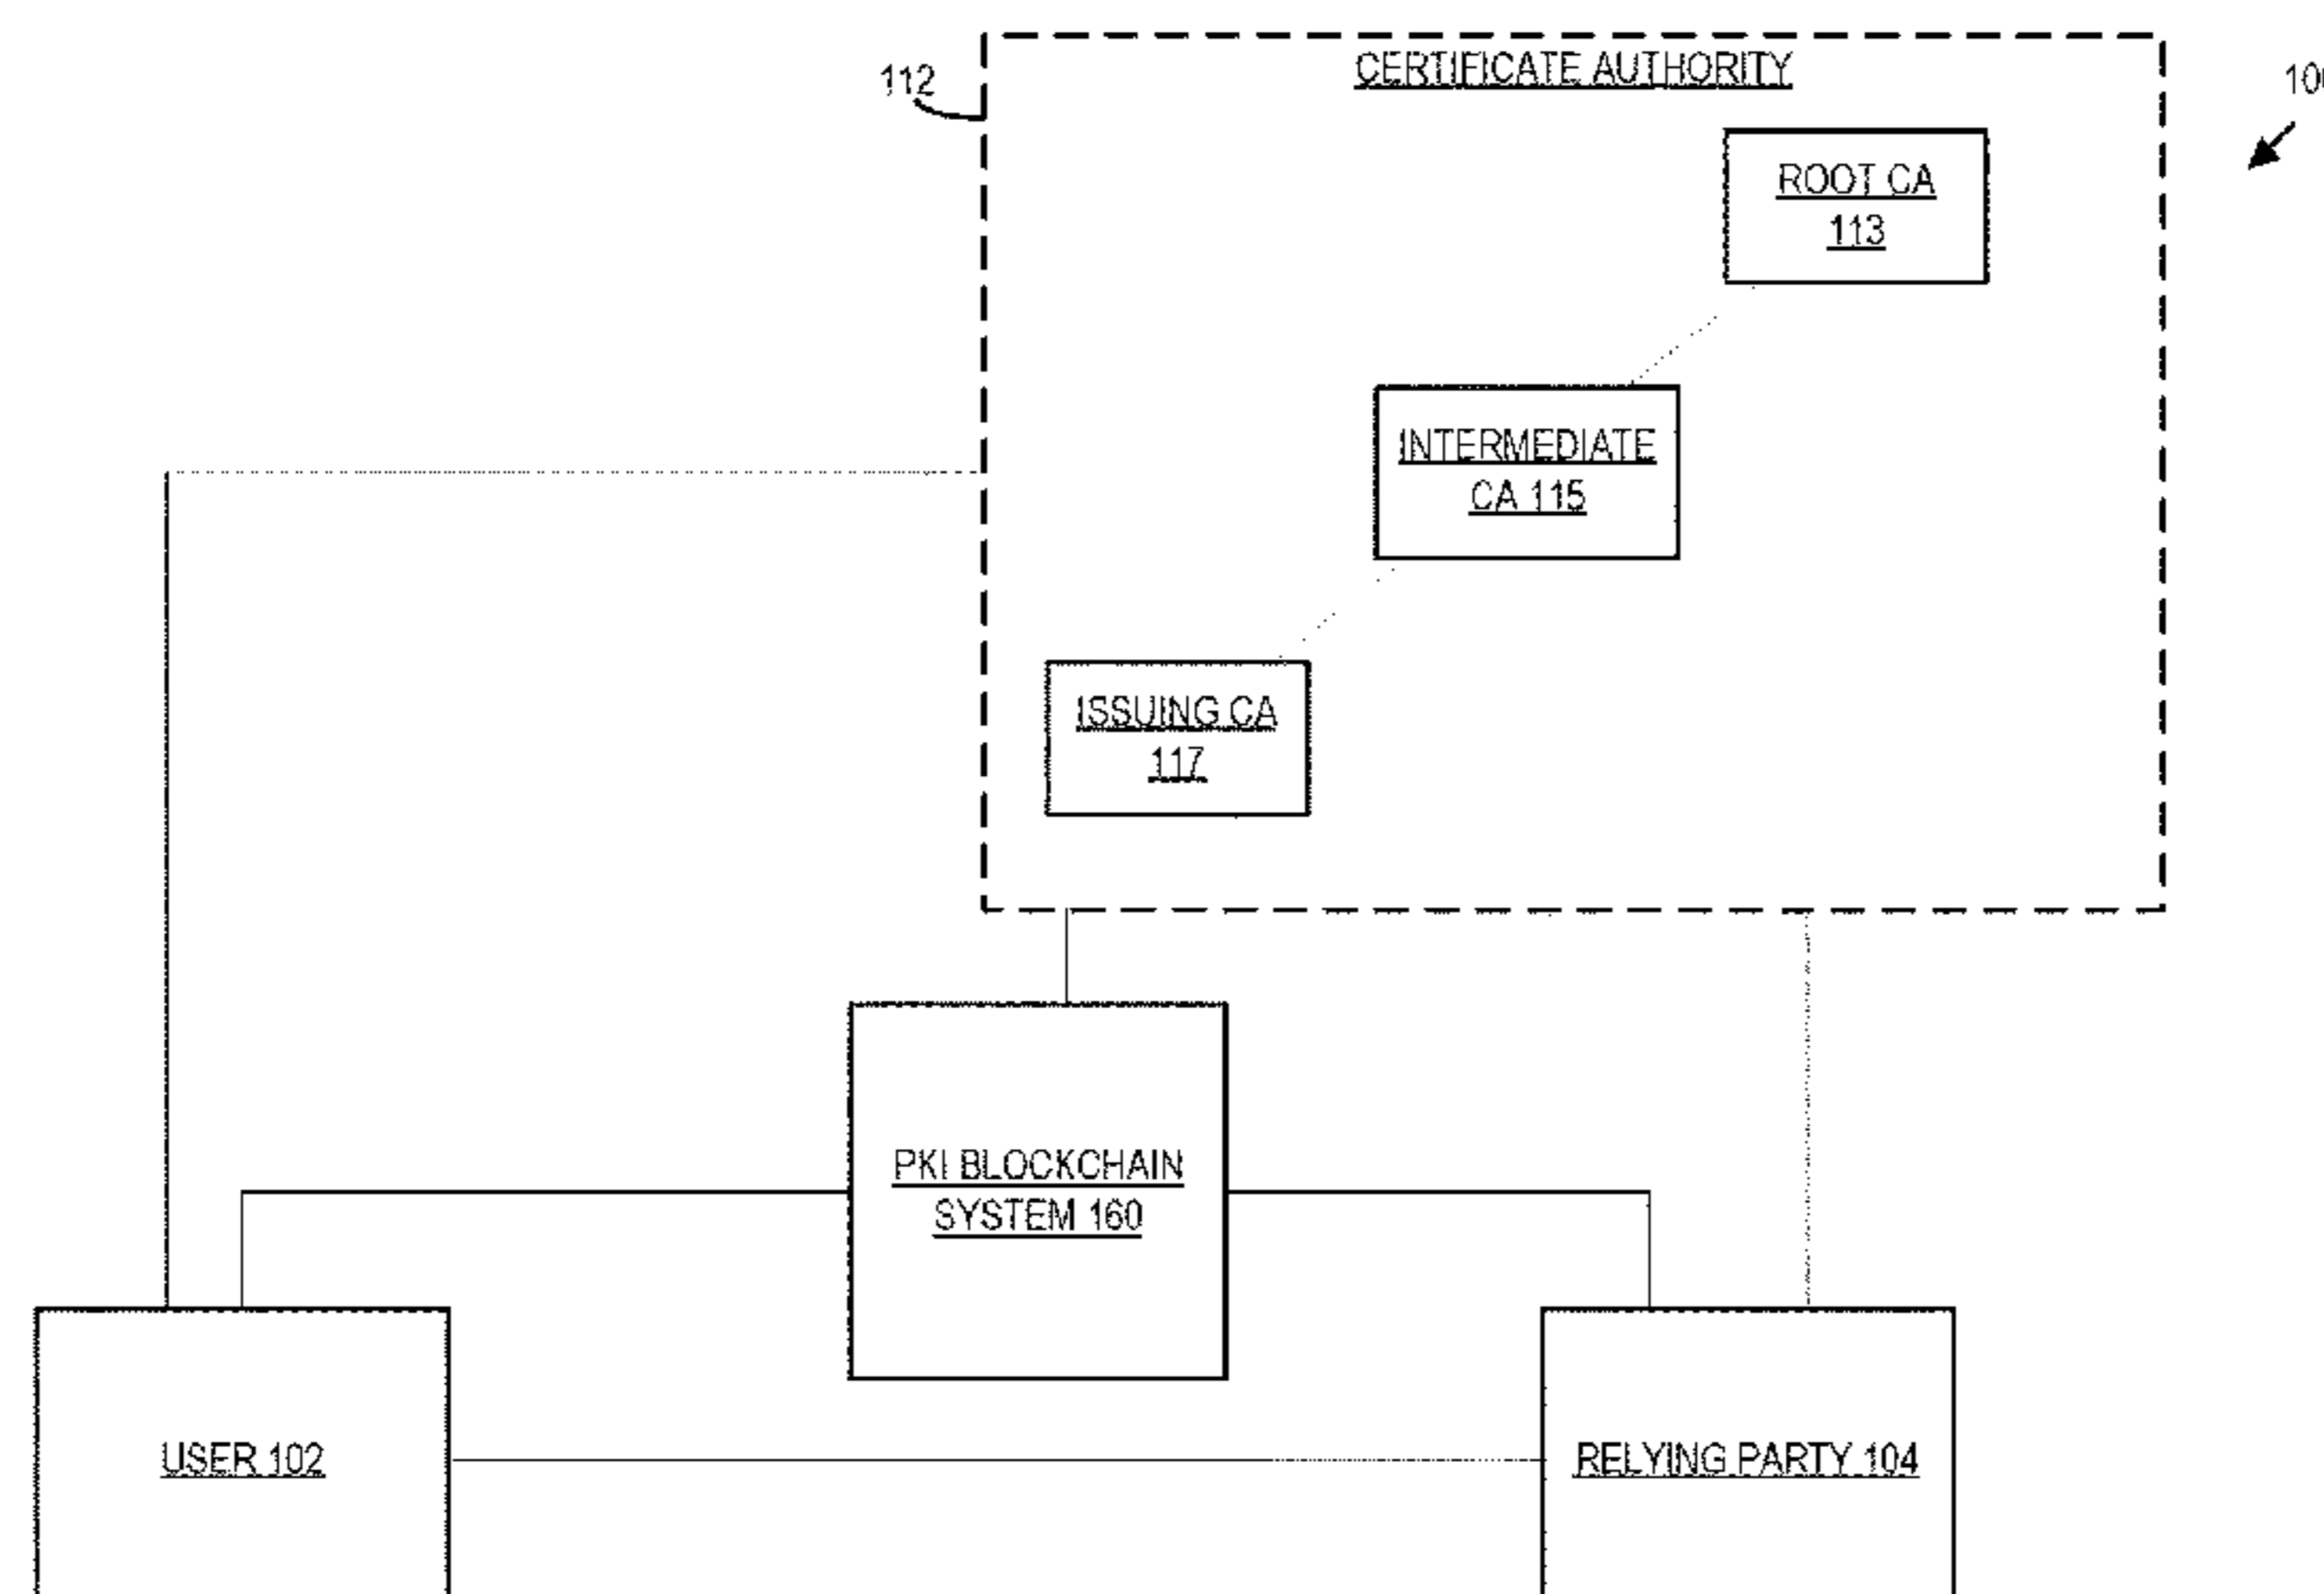 112
CERTIFICATE AUTHORITY
ROOT CA
113
INTERMEDIATE
CA 115
ISSUING CA
117
PKI BLOCKCHAIN
SYSTEM 160
USER 102
RELYING PARTY 104